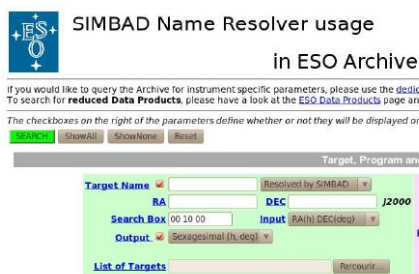 ES
O
SIMBAD Name Resolver usage
in ESO Archive
If you would like to query the Archive for instrument specific parameters, please use the dedic
To search for reduced Data Products, please have a look at the ESO Data Products page an
The checkboxes on the right of the parameters define whether or not they will be displayed or
SEARCH ShowAll ShowNone Reset
Target, Program an
Target Name Resolved by SIMBAD
RA DEC J2000
Search Box 00 10 00 Input RA(h) DEC(deg)
Output Sexagesimal (h, deg)
List of Targets Parcourir...